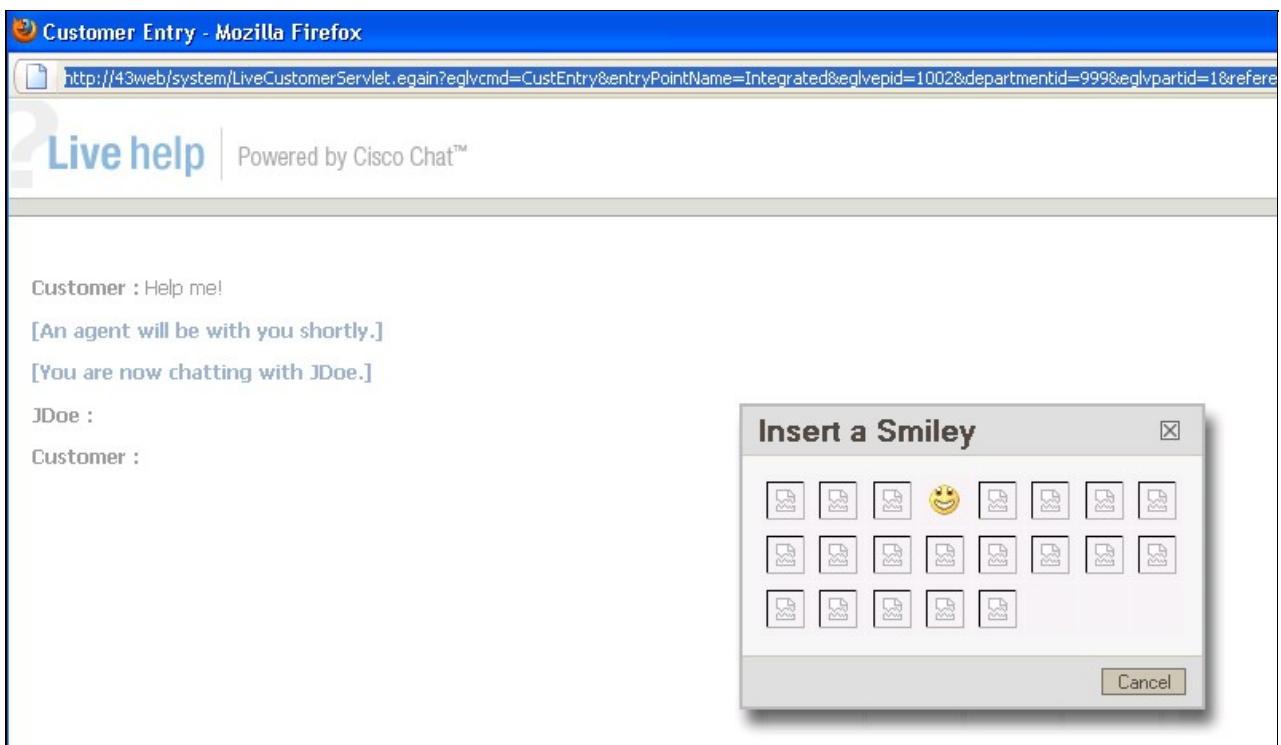 Customer Entry - Mozilla Firefox
http://43web/system/LiveCustomerServlet.egain?eglvcmd=CustEntry&entryPointName=Integrated&eglvepid=1002&departmentid=999&eglvpartid=1&refere
? Live help Powered by Cisco Chat™
Customer : Help me!
[An agent will be with you shortly.]
[You are now chatting with JDoe.]
JDoe :
Customer :
Insert a Smiley
Cancel